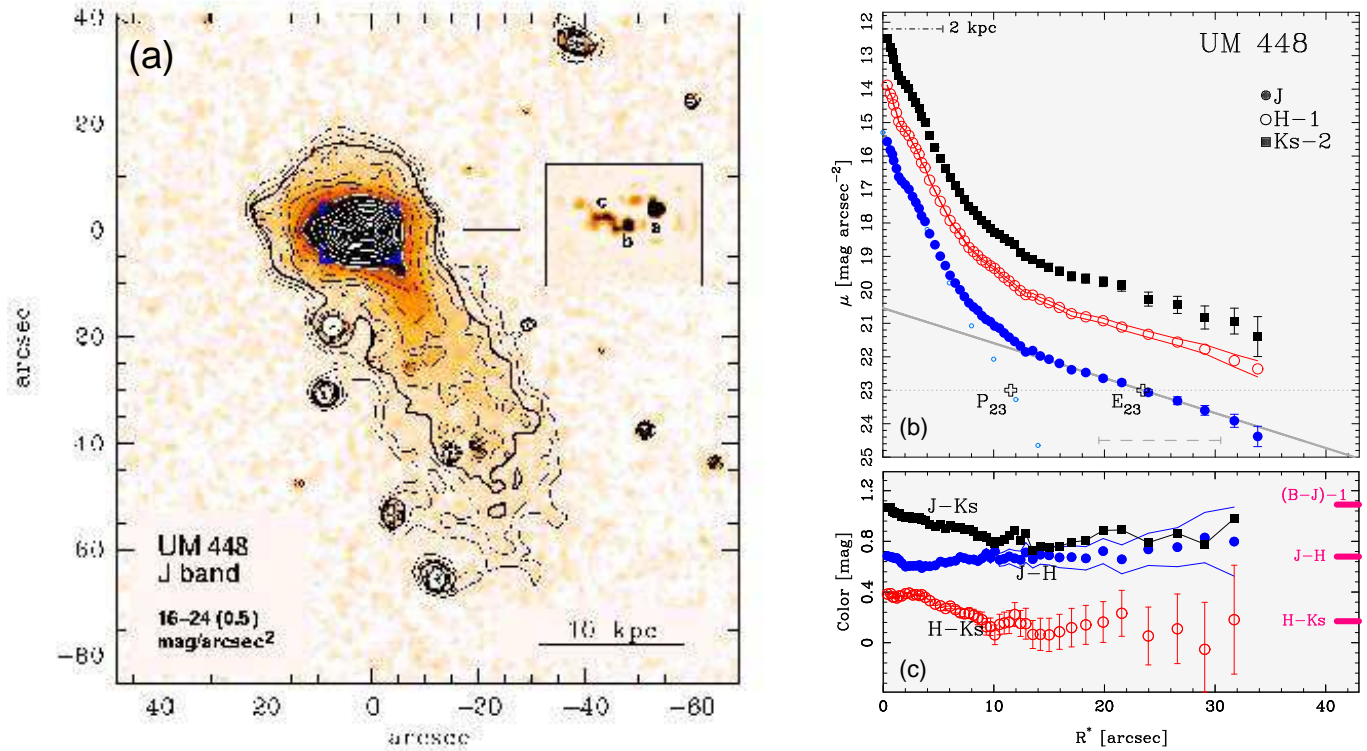 (a)
40
20
0
20
40
60
-80
arcsec
40
20
0
-20
-40
-60
arcsec
c
b
a
UM 448
J band
16-24 (0.5)
mag/arcsec²
10 kpc
12
13
14
15
16
17
18
19
20
21
22
23
24
25
μ [mag arcsec⁻²]
2 kpc
UM 448
J
H-1
Ks-2
P₂₃
E₂₃
(b)
1.2
0.8
0.4
0
Color [mag]
J-Ks
J-H
H-Ks
(B-J)-1
J-H
H-Ks
(c)
0
10
20
30
40
R* [arcsec]